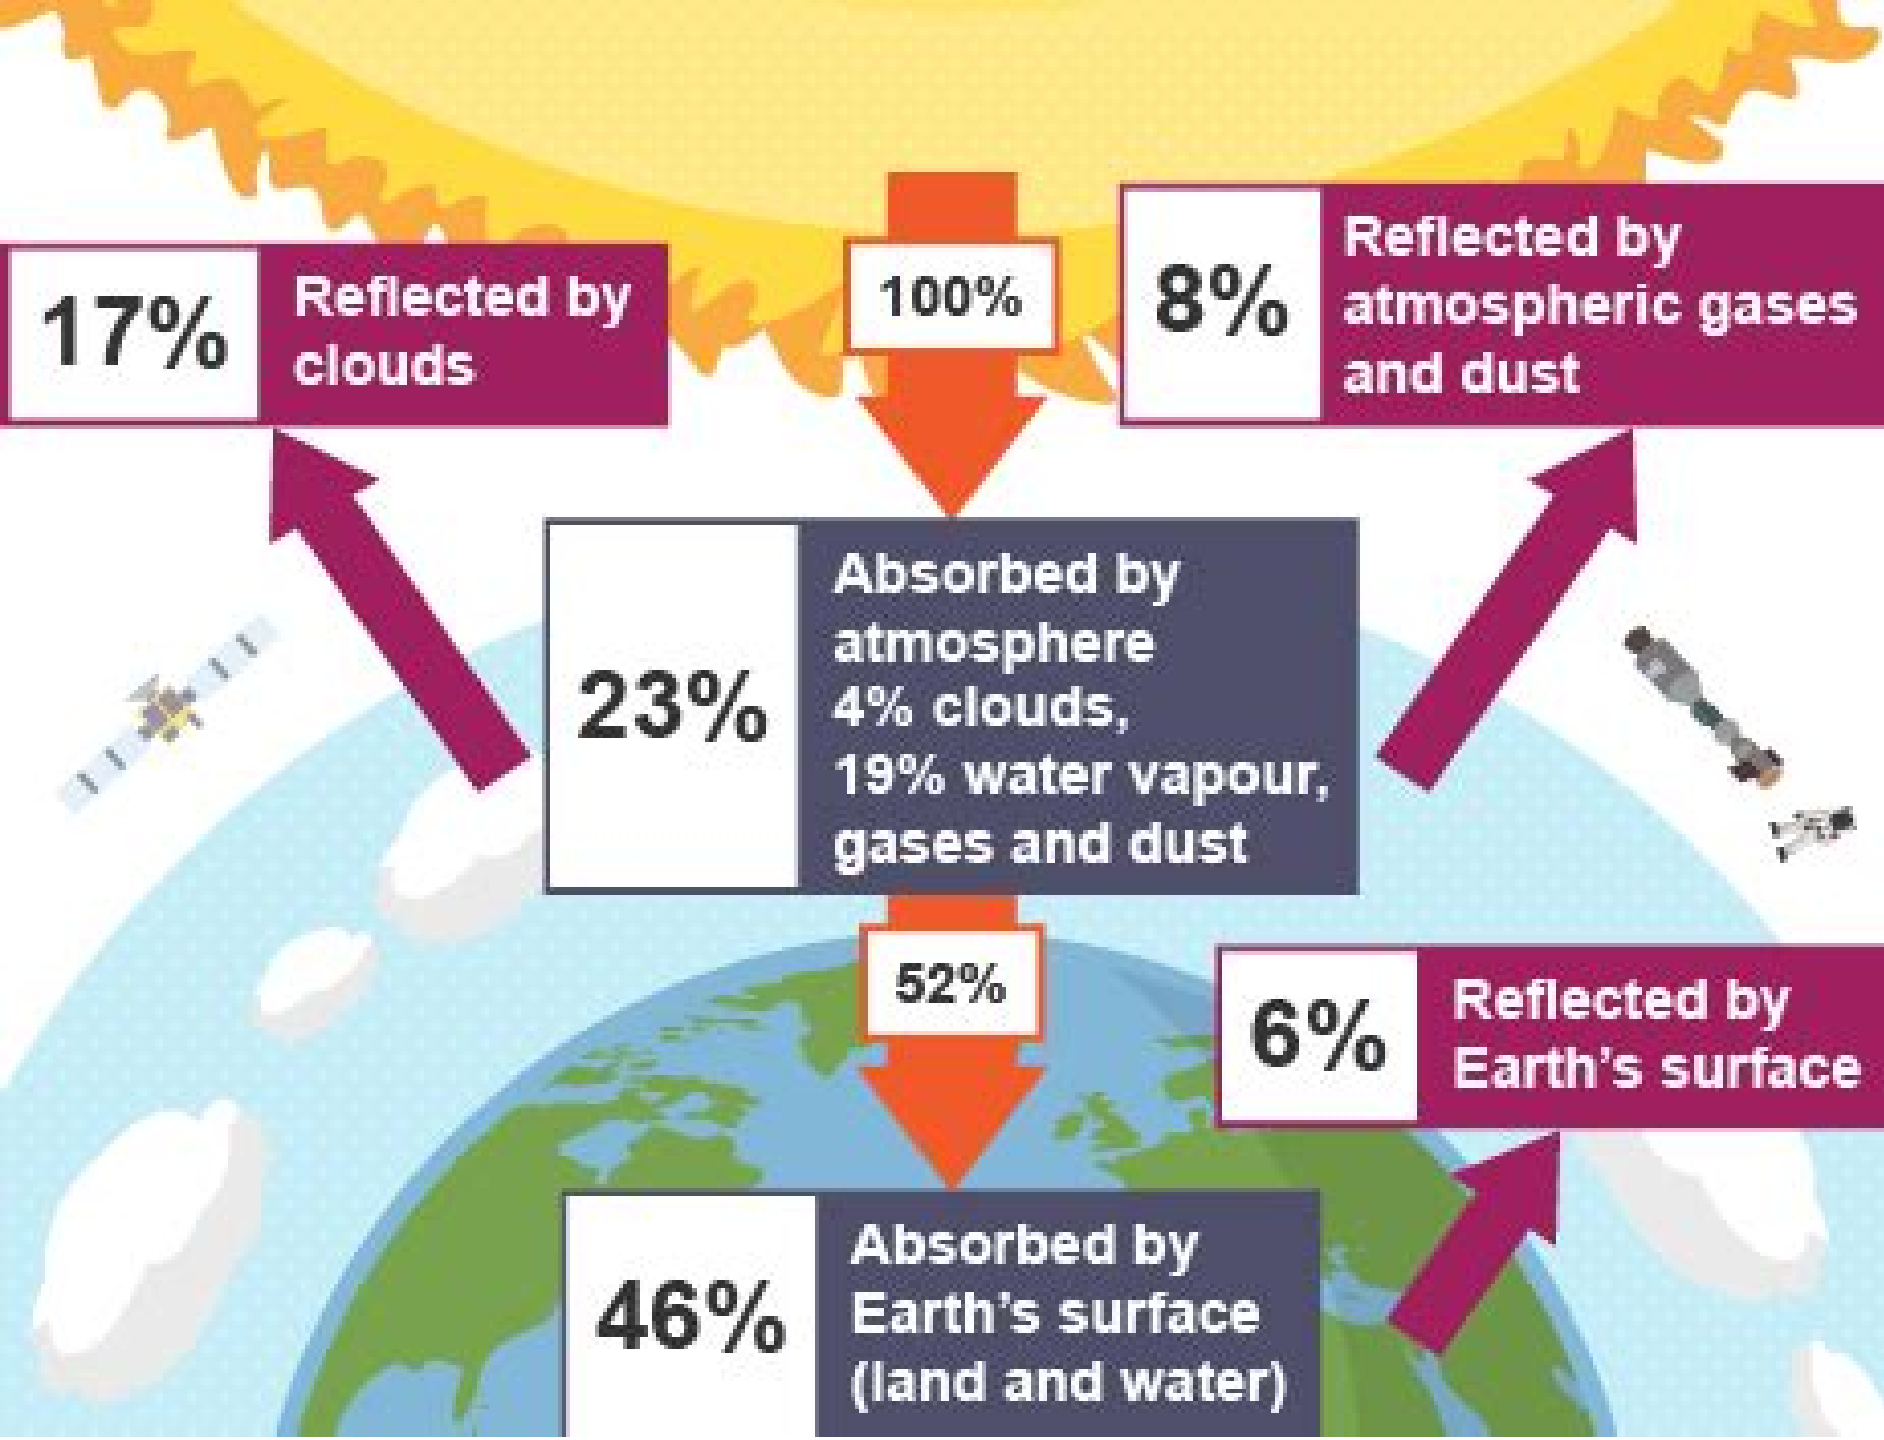 100%
17%
Reflected by
clouds
8%
Reflected by
atmospheric gases
and dust
23%
Absorbed by
atmosphere
4% clouds,
19% water vapour,
gases and dust
52%
6%
Reflected by
Earth’s surface
46%
Absorbed by
Earth’s surface
(land and water)